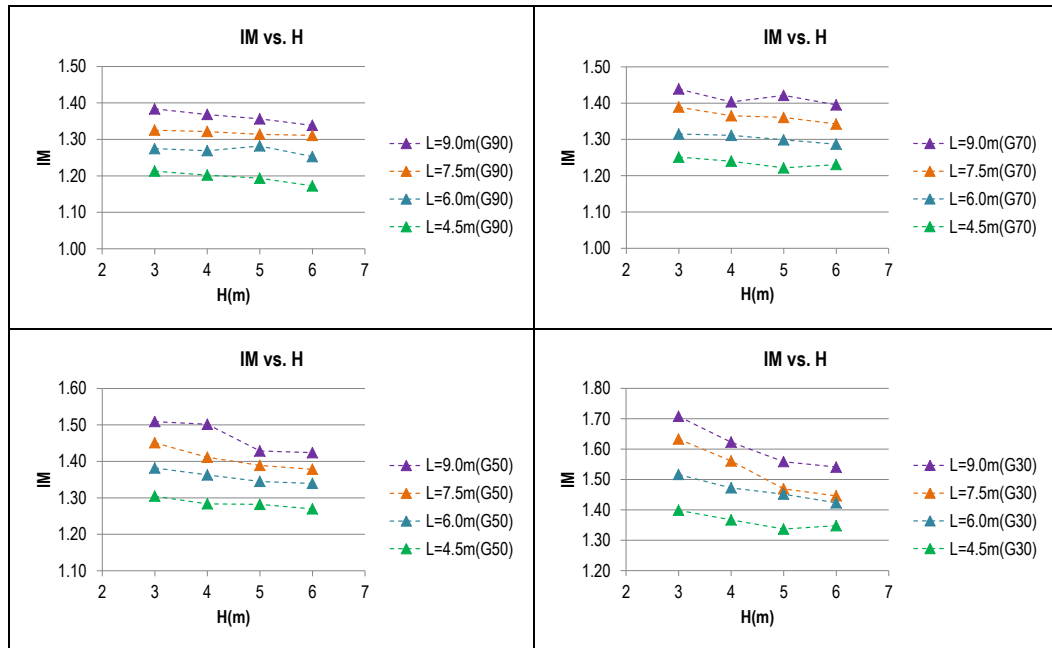 IM vs. H
1.50
1.40
1.30
1.20
1.10
1.00
IM
2 3 4 5 6 7
H(m)
L=9.0m(G90)
L=7.5m(G90)
L=6.0m(G90)
L=4.5m(G90)
IM vs. H
1.50
1.40
1.30
1.20
1.10
1.00
IM
2 3 4 5 6 7
H(m)
L=9.0m(G70)
L=7.5m(G70)
L=6.0m(G70)
L=4.5m(G70)
IM vs. H
1.60
1.50
1.40
1.30
1.20
1.10
IM
2 3 4 5 6 7
H(m)
L=9.0m(G50)
L=7.5m(G50)
L=6.0m(G50)
L=4.5m(G50)
IM vs. H
1.80
1.70
1.60
1.50
1.40
1.30
1.20
IM
2 3 4 5 6 7
H(m)
L=9.0m(G30)
L=7.5m(G30)
L=6.0m(G30)
L=4.5m(G30)